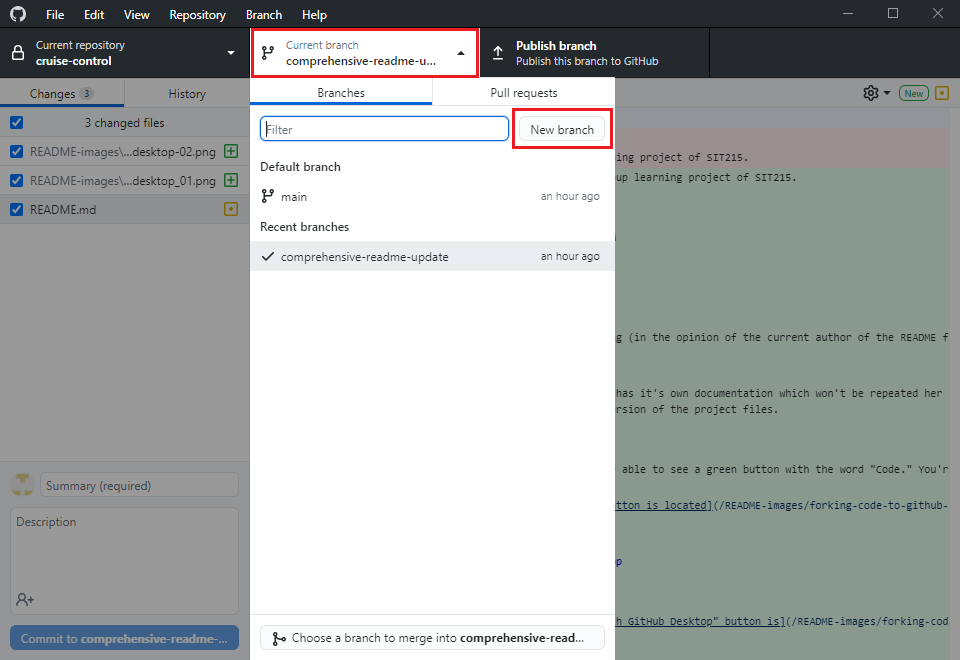 File Edit View Repository Branch Help
Current repository
cruise-control
Current branch
comprehensive-readme-u...
Publish branch
Publish this branch to GitHub
Changes 3
History
Branches
Pull requests
New
3 changed files
Filter
New branch
README-images\...desktop-02.png
README-images\...desktop_01.png
README.md
Default branch
main
an hour ago
Recent branches
comprehensive-readme-update
an hour ago
ing project of SIT215.
up learning project of SIT215.
g (in the opinion of the current author of the README f
has it's own documentation which won't be repeated her
rsion of the project files.
able to see a green button with the word "Code." You'r
tton is located](/README-images/forking-code-to-github-
p
h GitHub Desktop" button is](/README-images/forking-cod
Summary (required)
Description
Commit to comprehensive-readme-...
Choose a branch to merge into comprehensive-read...